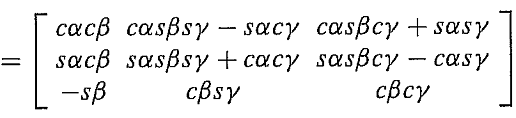 cαcβ cαsβsγ − sαcγ cαsβcγ + sαsγ
= sαcβ sαsβsγ + cαcγ sαsβcγ − cαsγ
−sβ cβsγ cβcγ